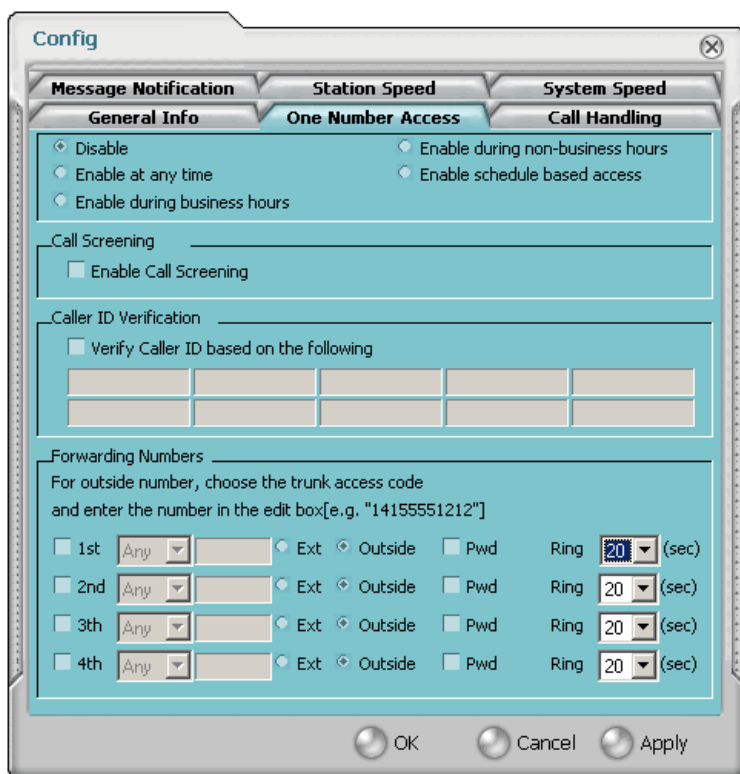 Config
Message Notification Station Speed System Speed
General Info One Number Access Call Handling
Disable Enable during non-business hours
Enable at any time Enable schedule based access
Enable during business hours
Call Screening
Enable Call Screening
Caller ID Verification
Verify Caller ID based on the following
Forwarding Numbers
For outside number, choose the trunk access code
and enter the number in the edit box[e.g. "14155551212"]
1st Any Ext Outside Pwd Ring 20 (sec)
2nd Any Ext Outside Pwd Ring 20 (sec)
3th Any Ext Outside Pwd Ring 20 (sec)
4th Any Ext Outside Pwd Ring 20 (sec)
OK Cancel Apply